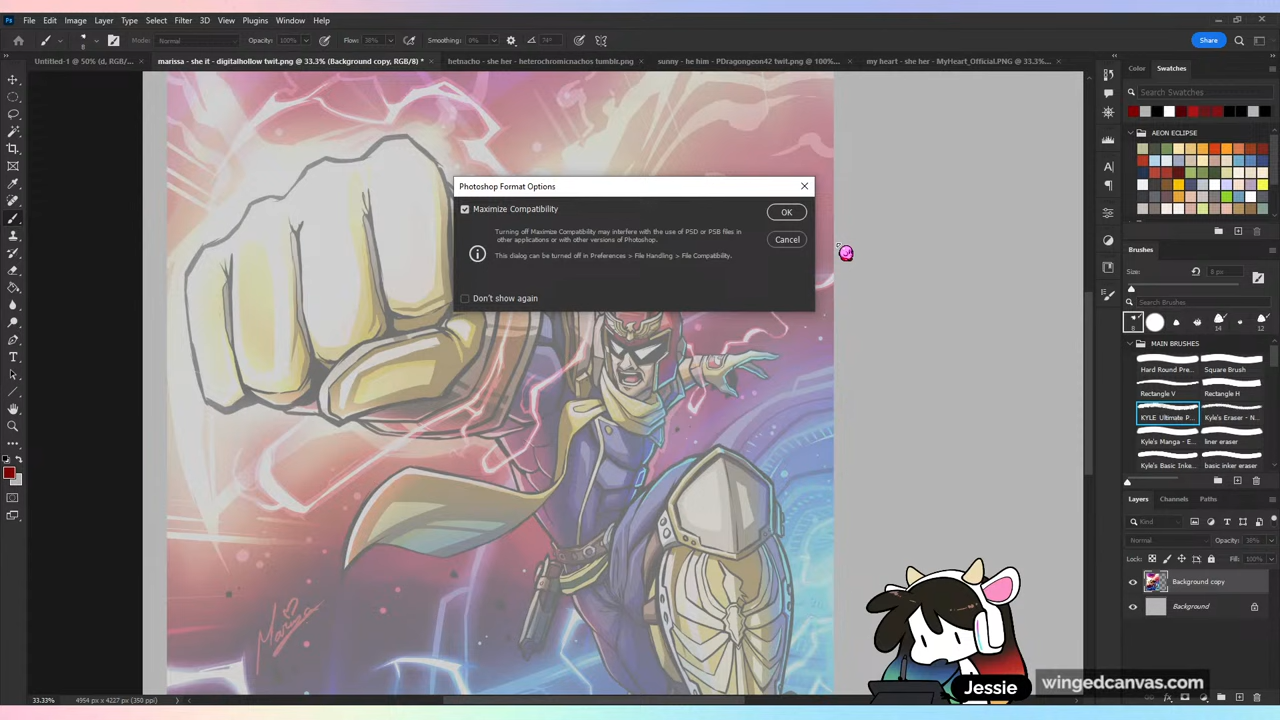 Ps File Edit Image Layer Type Select Filter 3D View Plugins Window Help
Mode: Normal Opacity: 100% Flow: 38% Smoothing: 0% 74° Share
Untitled-1 @ 50% (d, RGB/... × marissa - she it - digitalhollow twit.png @ 33.3% (Background copy, RGB/8) * × hetnacho - she her - heterochromicnachos tumblr.png × sunny - he him - PDragongeon42 twit.png @ 100%... × my heart - she her - MyHeart_Official.PNG @ 33.3%... ×
Color Swatches
Search Swatches
AEON ECLIPSE
Photoshop Format Options
Maximize Compatibility
OK
Turning off Maximize Compatibility may interfere with the use of PSD or PSB files in
other applications or with other versions of Photoshop.
Cancel
This dialog can be turned off in Preferences > File Handling > File Compatibility.
Don't show again
Brushes
Size: 8 px
Search Brushes
8 14 12
MAIN BRUSHES
Hard Round Pre... Square Brush
Rectangle V Rectangle H
KYLE Ultimate P... Kyle's Eraser - N...
Kyle's Manga - E... liner eraser
Kyle's Basic Inke... basic inker eraser
Layers Channels Paths
Kind
Normal Opacity: 38%
Lock: Fill: 100%
Background copy
Background
Marissa
Jessie
wingedcanvas.com
33.33% 4954 px x 4227 px (350 ppi)